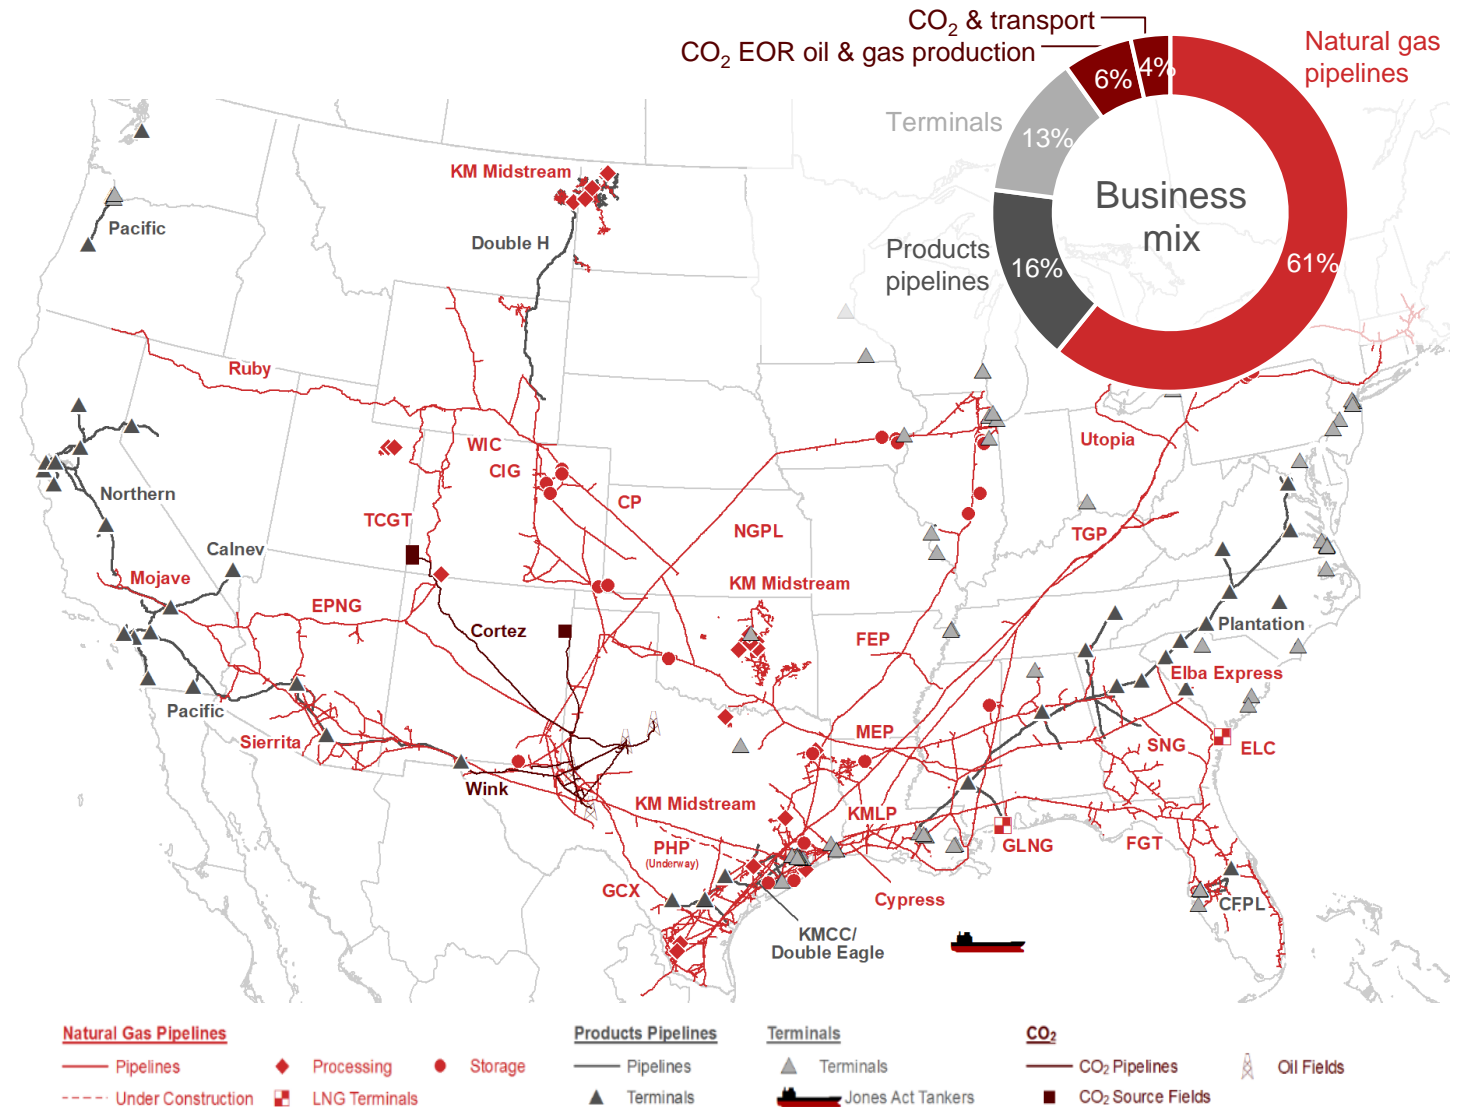 CO2 & transport
CO2 EOR oil & gas production
Natural gas
pipelines
6%
4%
Terminals
13%
Business
mix
Products
pipelines
16%
61%
KM Midstream
Pacific
Double H
Ruby
WIC
CIG
Utopia
Northern
CP
TCGT
NGPL
TGP
Calnev
Mojave
KM Midstream
EPNG
Cortez
FEP
Plantation
Elba Express
Pacific
Sierrita
MEP
SNG
ELC
Wink
KM Midstream
KMLP
PHP
(Underway)
GLNG
FGT
GCX
Cypress
CFPL
KMCC/
Double Eagle
Natural Gas Pipelines
Products Pipelines
Terminals
CO2
Pipelines
Processing
Storage
Pipelines
Terminals
CO2 Pipelines
Oil Fields
Under Construction
LNG Terminals
Terminals
Jones Act Tankers
CO2 Source Fields